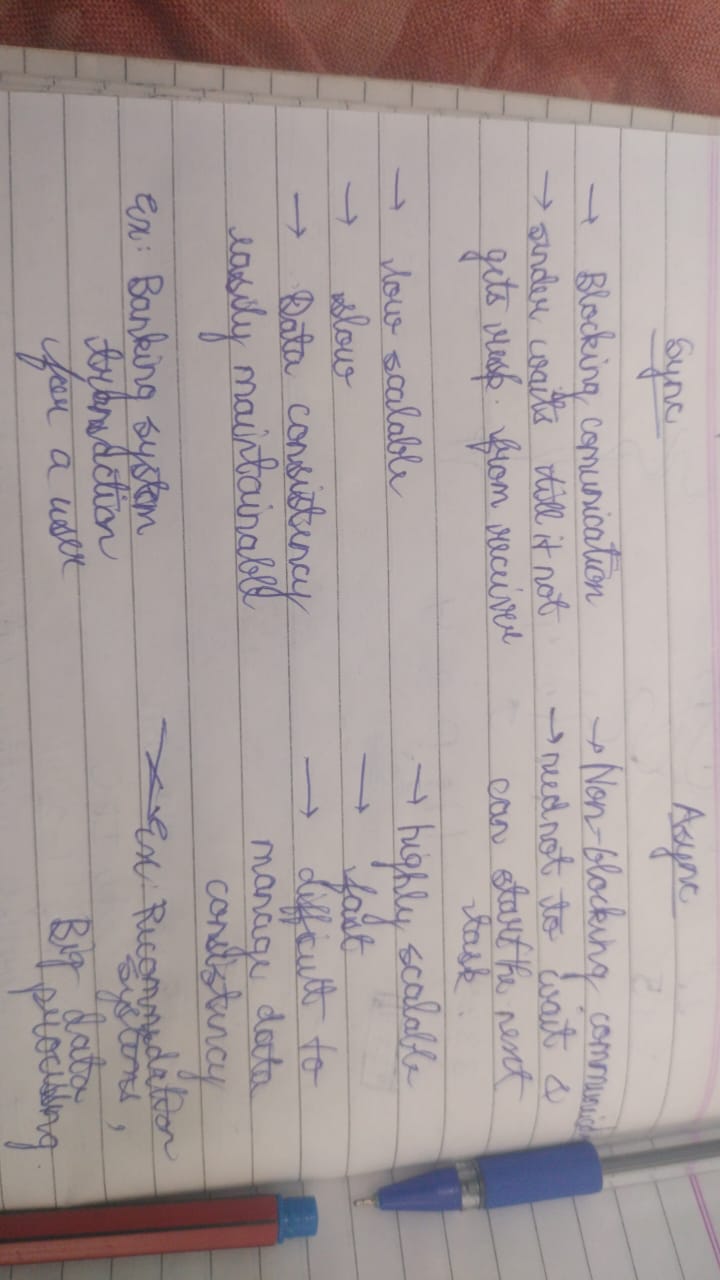 Sync
→ Blocking comunication
→ sender waits till it not
gets resp. from receiver
→ low scalable
→ slow
→ Data consistency
easily maintainable
Ex: Banking system
transaction
for a user
Async
→ Non-blocking communic
→ need not to wait &
can start the next
task.
→ highly scalable
→ fast
→ difficult to
manage data
consistency
Ex: Recommendation
systems,
Big data
processing.